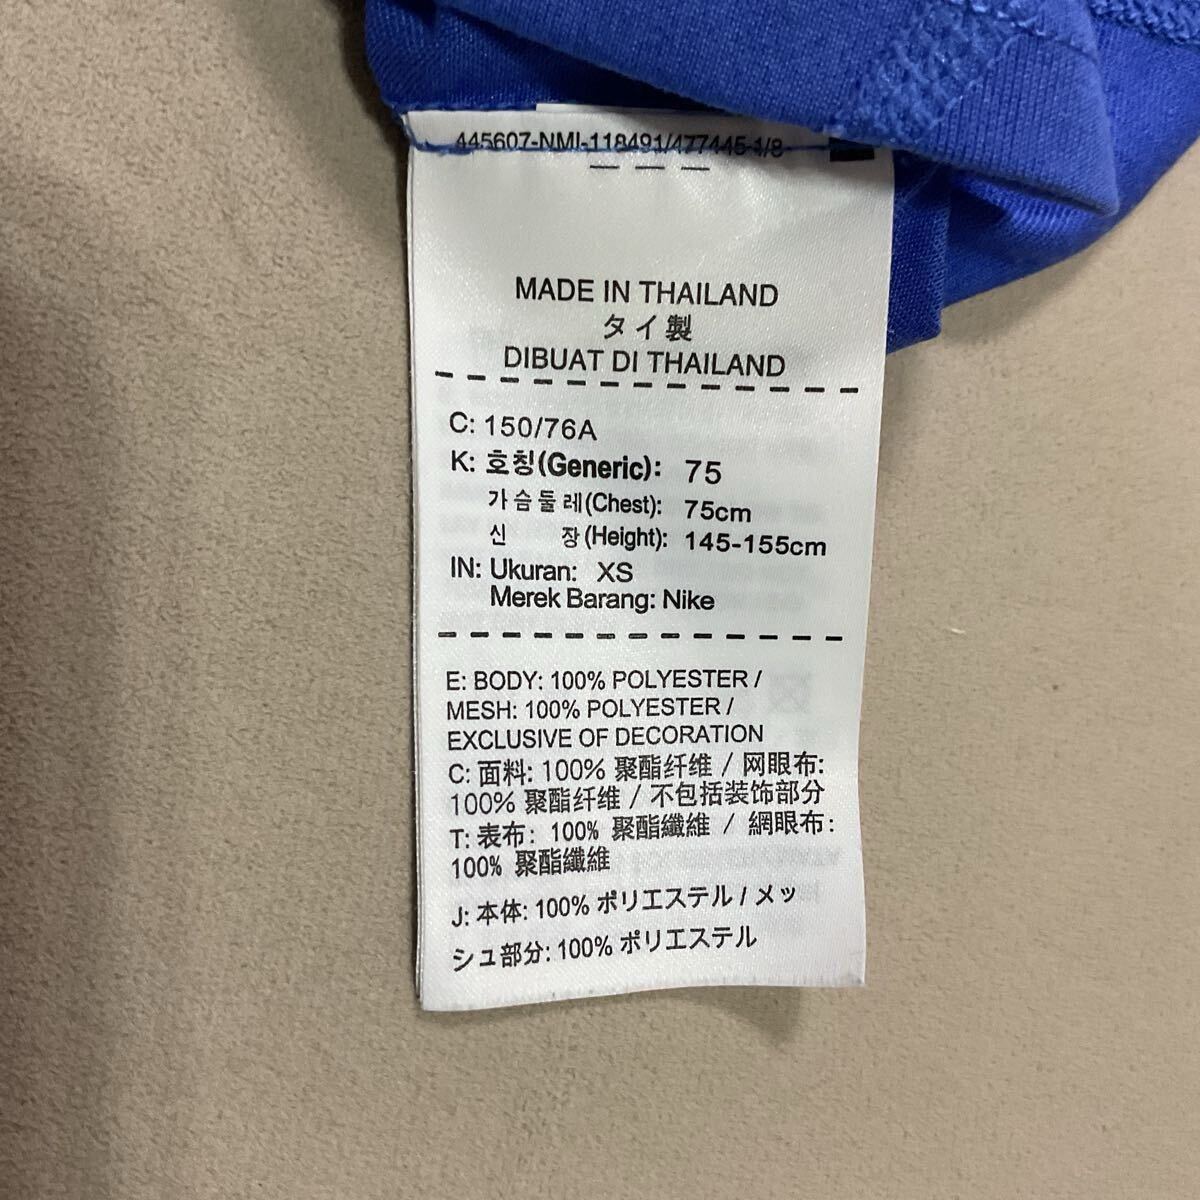 445607-NMI-118491/477445-1/8
MADE IN THAILAND
タイ製
DIBUAT DI THAILAND
C: 150/76A
K: 호칭(Generic): 75
가슴둘레(Chest): 75cm
신 장(Height): 145-155cm
IN: Ukuran: XS
Merek Barang: Nike
E: BODY: 100% POLYESTER /
MESH: 100% POLYESTER /
EXCLUSIVE OF DECORATION
C: 面料: 100% 聚酯纤维 / 网眼布:
100% 聚酯纤维 / 不包括装饰部分
T: 表布: 100% 聚酯纖維 / 網眼布:
100% 聚酯纖維
J: 本体: 100% ポリエステル / メッ
シュ部分: 100% ポリエステル